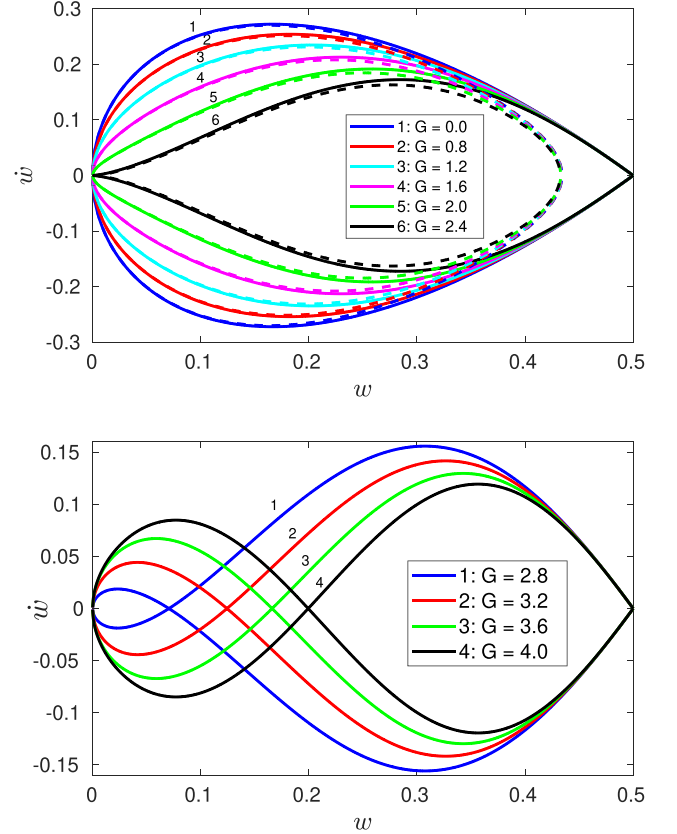 0.3
0.2
0.1
0
-0.1
-0.2
-0.3
ẇ
1
2
3
4
5
6
1: G = 0.0
2: G = 0.8
3: G = 1.2
4: G = 1.6
5: G = 2.0
6: G = 2.4
0 0.1 0.2 0.3 0.4 0.5
w
0.15
0.1
0.05
0
-0.05
-0.1
-0.15
ẇ
1
2
3
4
1: G = 2.8
2: G = 3.2
3: G = 3.6
4: G = 4.0
0 0.1 0.2 0.3 0.4 0.5
w